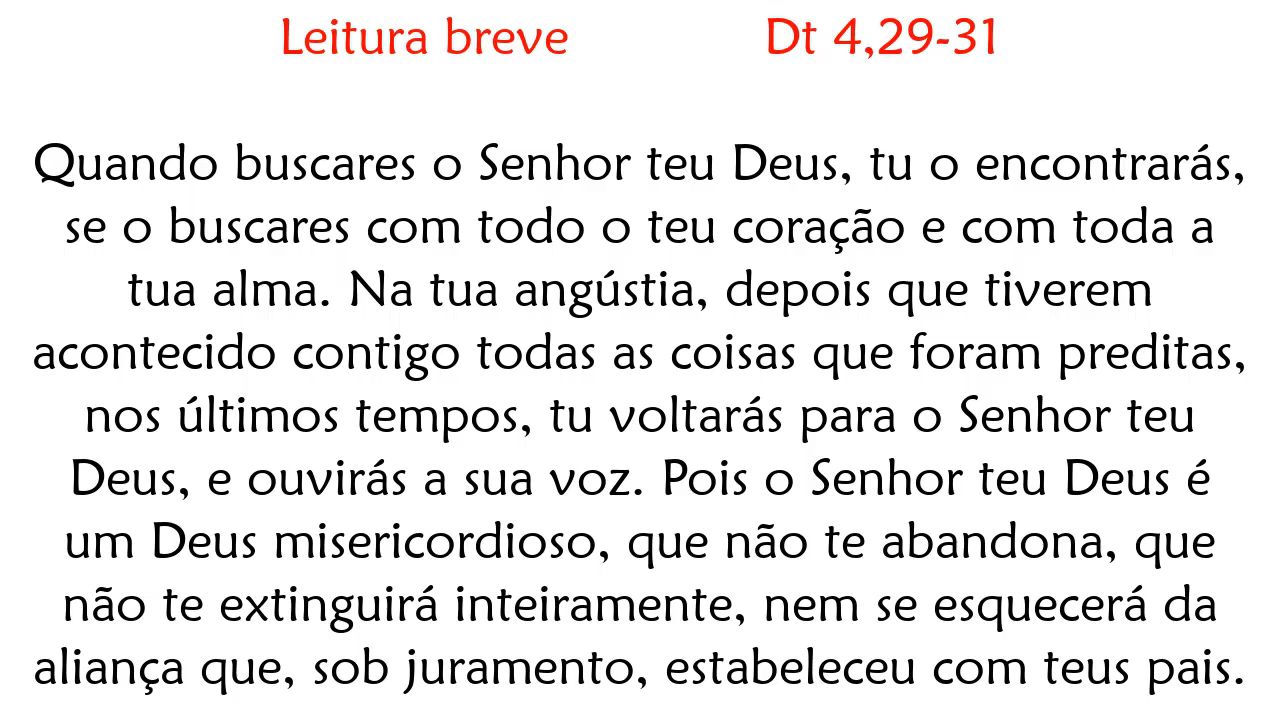 Leitura breve Dt 4,29-31
Quando buscares o Senhor teu Deus, tu o encontrarás,
se o buscares com todo o teu coração e com toda a
tua alma. Na tua angústia, depois que tiverem
acontecido contigo todas as coisas que foram preditas,
nos últimos tempos, tu voltarás para o Senhor teu
Deus, e ouvirás a sua voz. Pois o Senhor teu Deus é
um Deus misericordioso, que não te abandona, que
não te extinguirá inteiramente, nem se esquecerá da
aliança que, sob juramento, estabeleceu com teus pais.